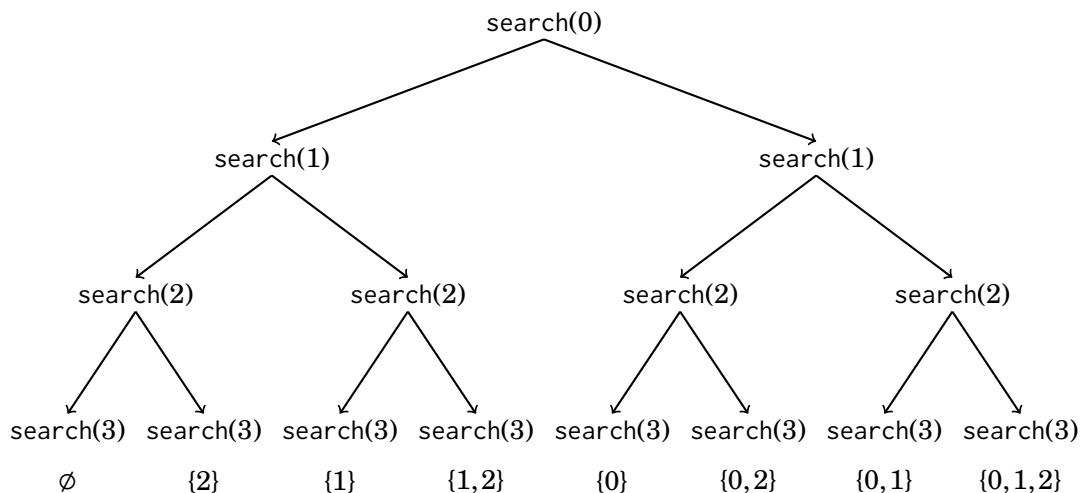 search(0)
search(1) search(1)
search(2) search(2) search(2) search(2)
search(3) search(3) search(3) search(3) search(3) search(3) search(3) search(3)
∅ {2} {1} {1,2} {0} {0,2} {0,1} {0,1,2}